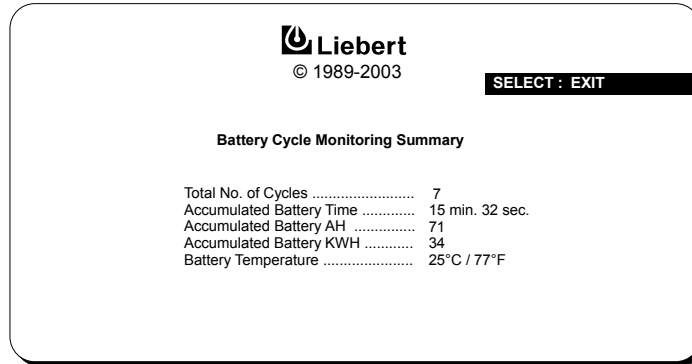 Liebert
© 1989-2003
SELECT : EXIT
Battery Cycle Monitoring Summary
Total No. of Cycles ......................... 7
Accumulated Battery Time ............. 15 min. 32 sec.
Accumulated Battery AH ............... 71
Accumulated Battery KWH ............ 34
Battery Temperature ...................... 25°C / 77°F